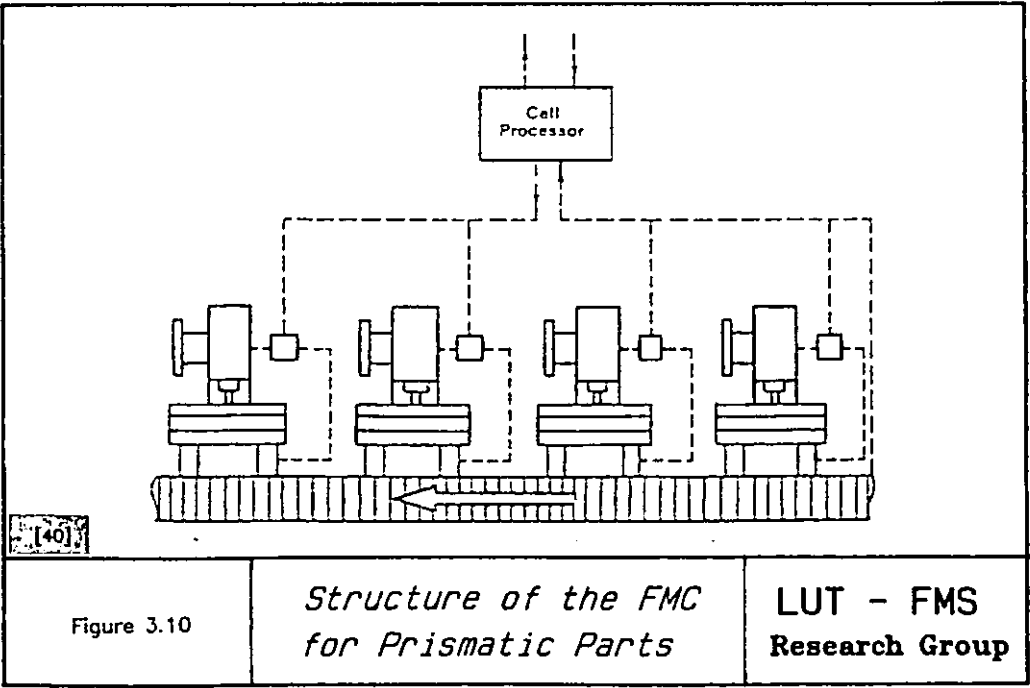 Cell
Processor
[40]
Figure 3.10
Structure of the FMC
for Prismatic Parts
LUT - FMS
Research Group